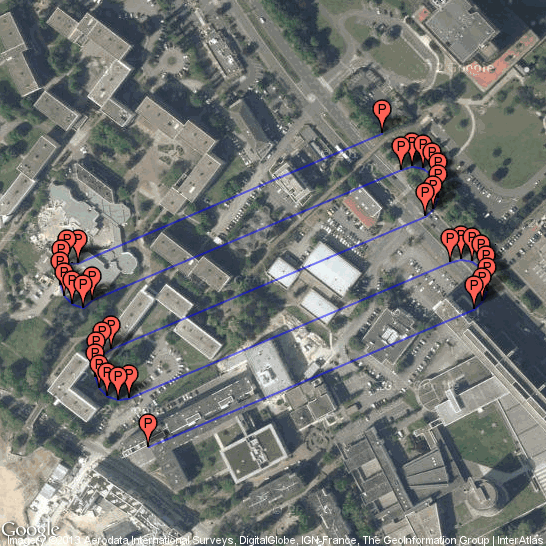 P
Google
Imagery ©2013 Aerodata International Surveys, DigitalGlobe, IGN-France, The GeoInformation Group | InterAtlas